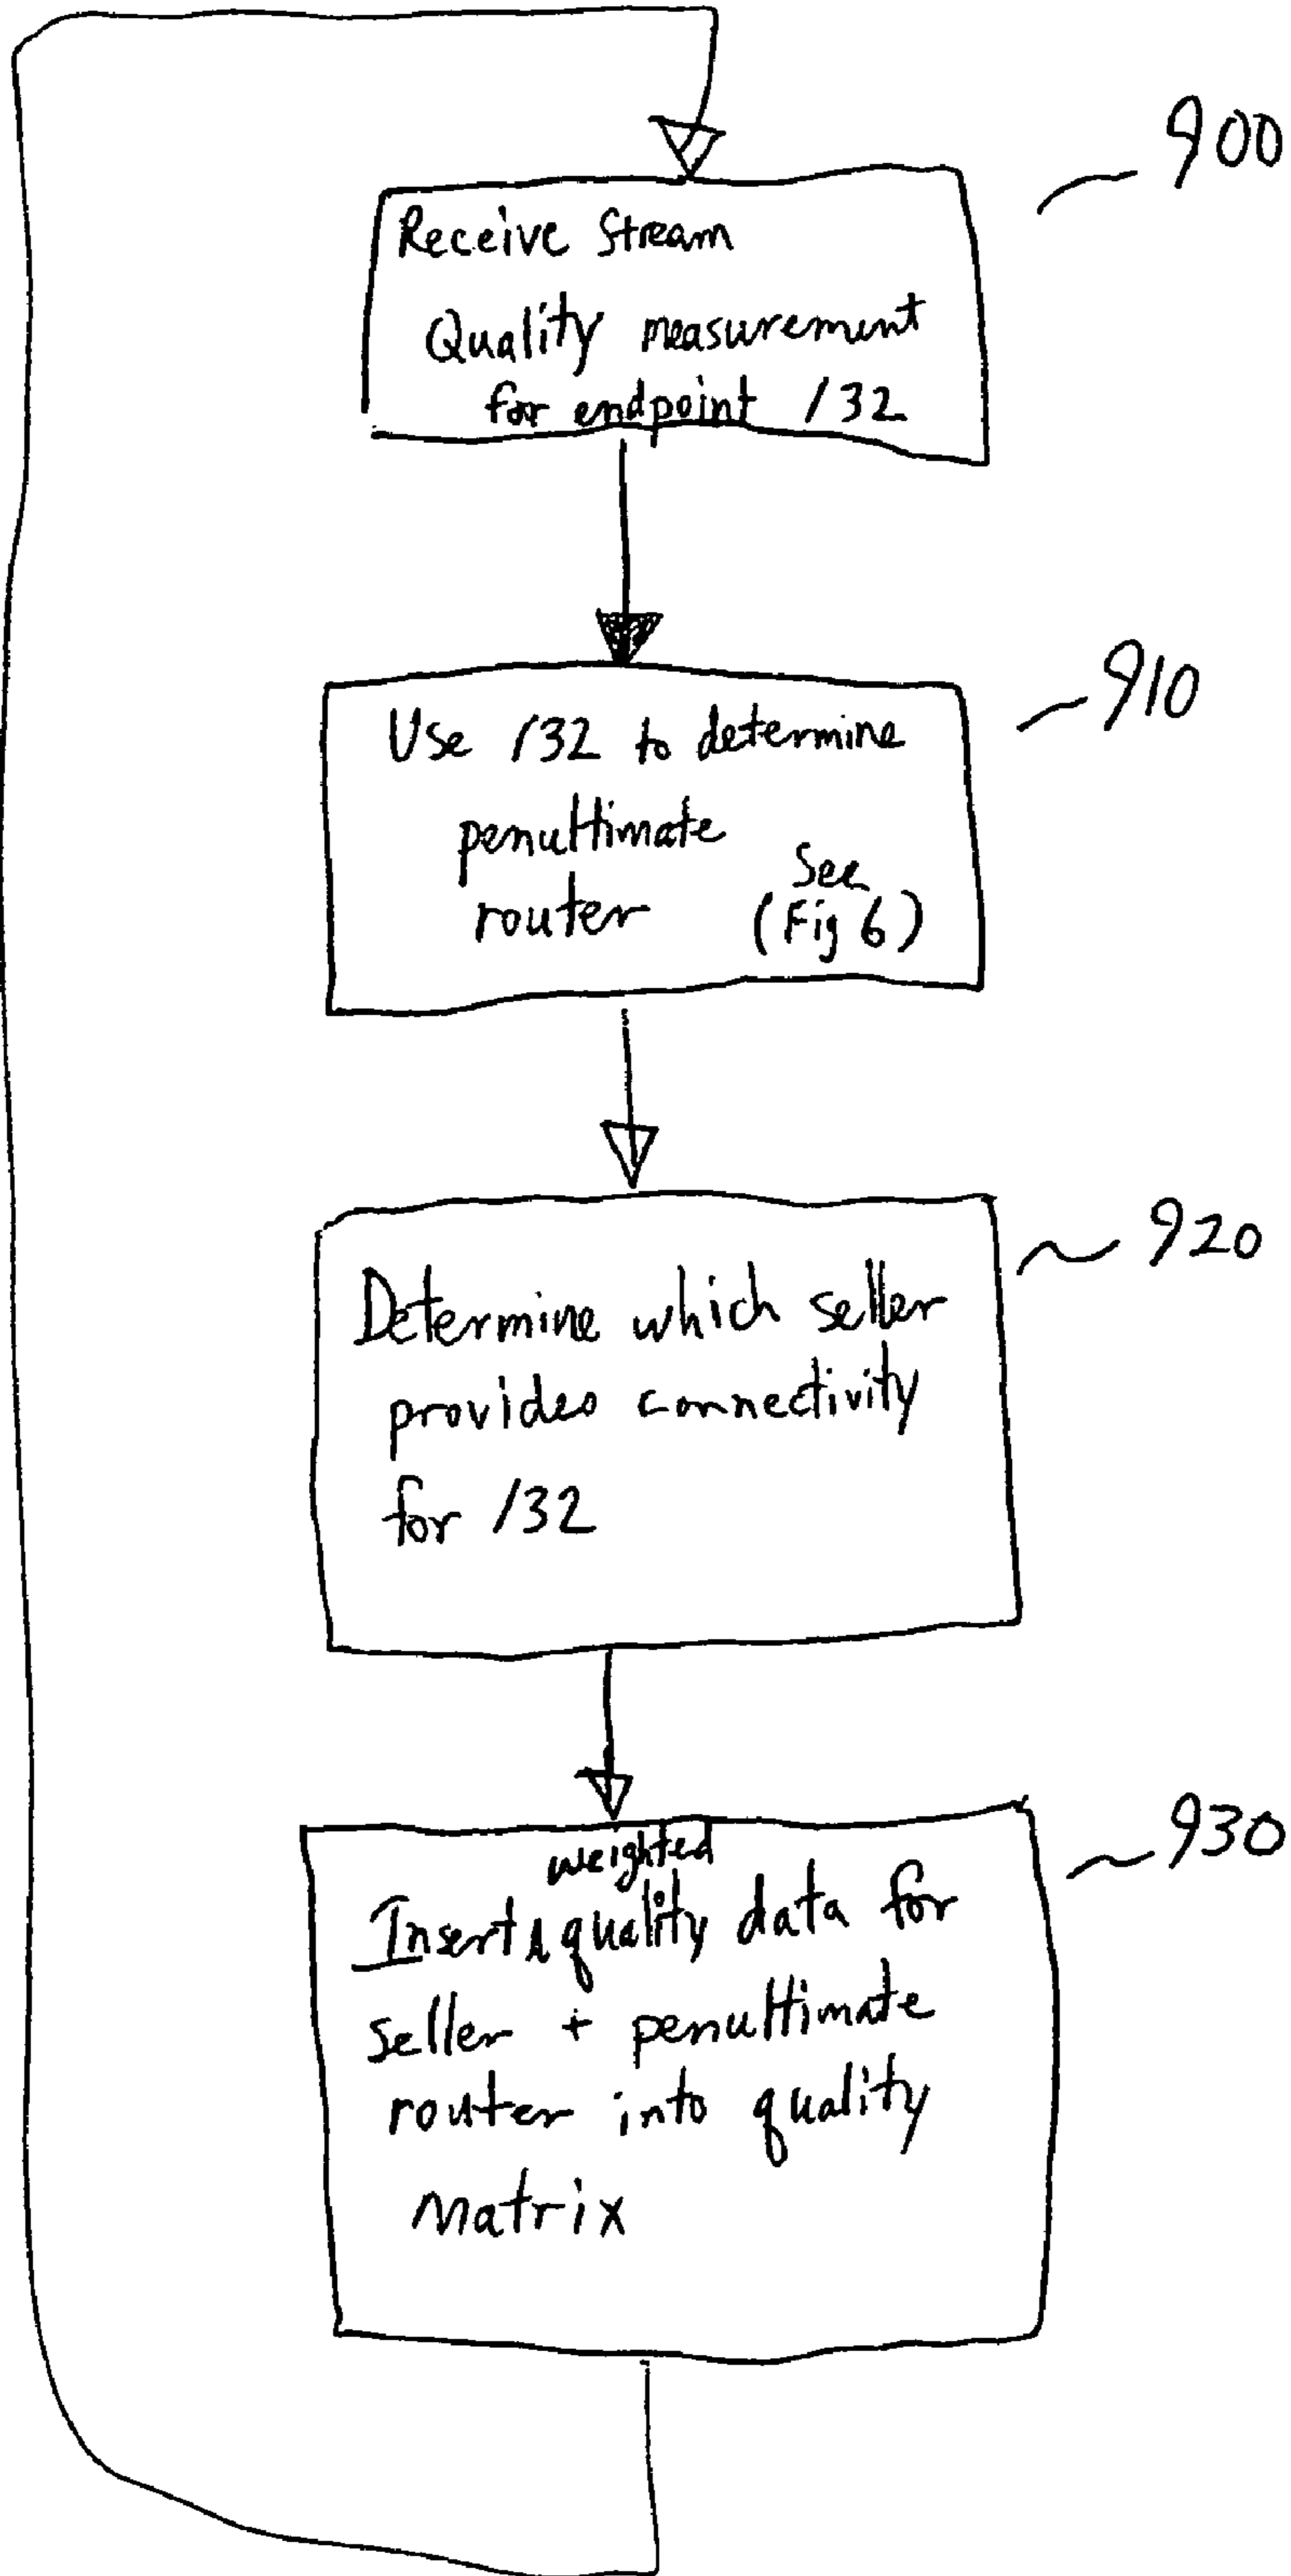 900
Receive Stream
Quality measurement
for endpoint /32
910
Use /32 to determine
penultimate
router (See
Fig 6)
920
Determine which seller
provides connectivity
for /32
930
weighted
Insert quality data for
seller + penultimate
router into quality
matrix